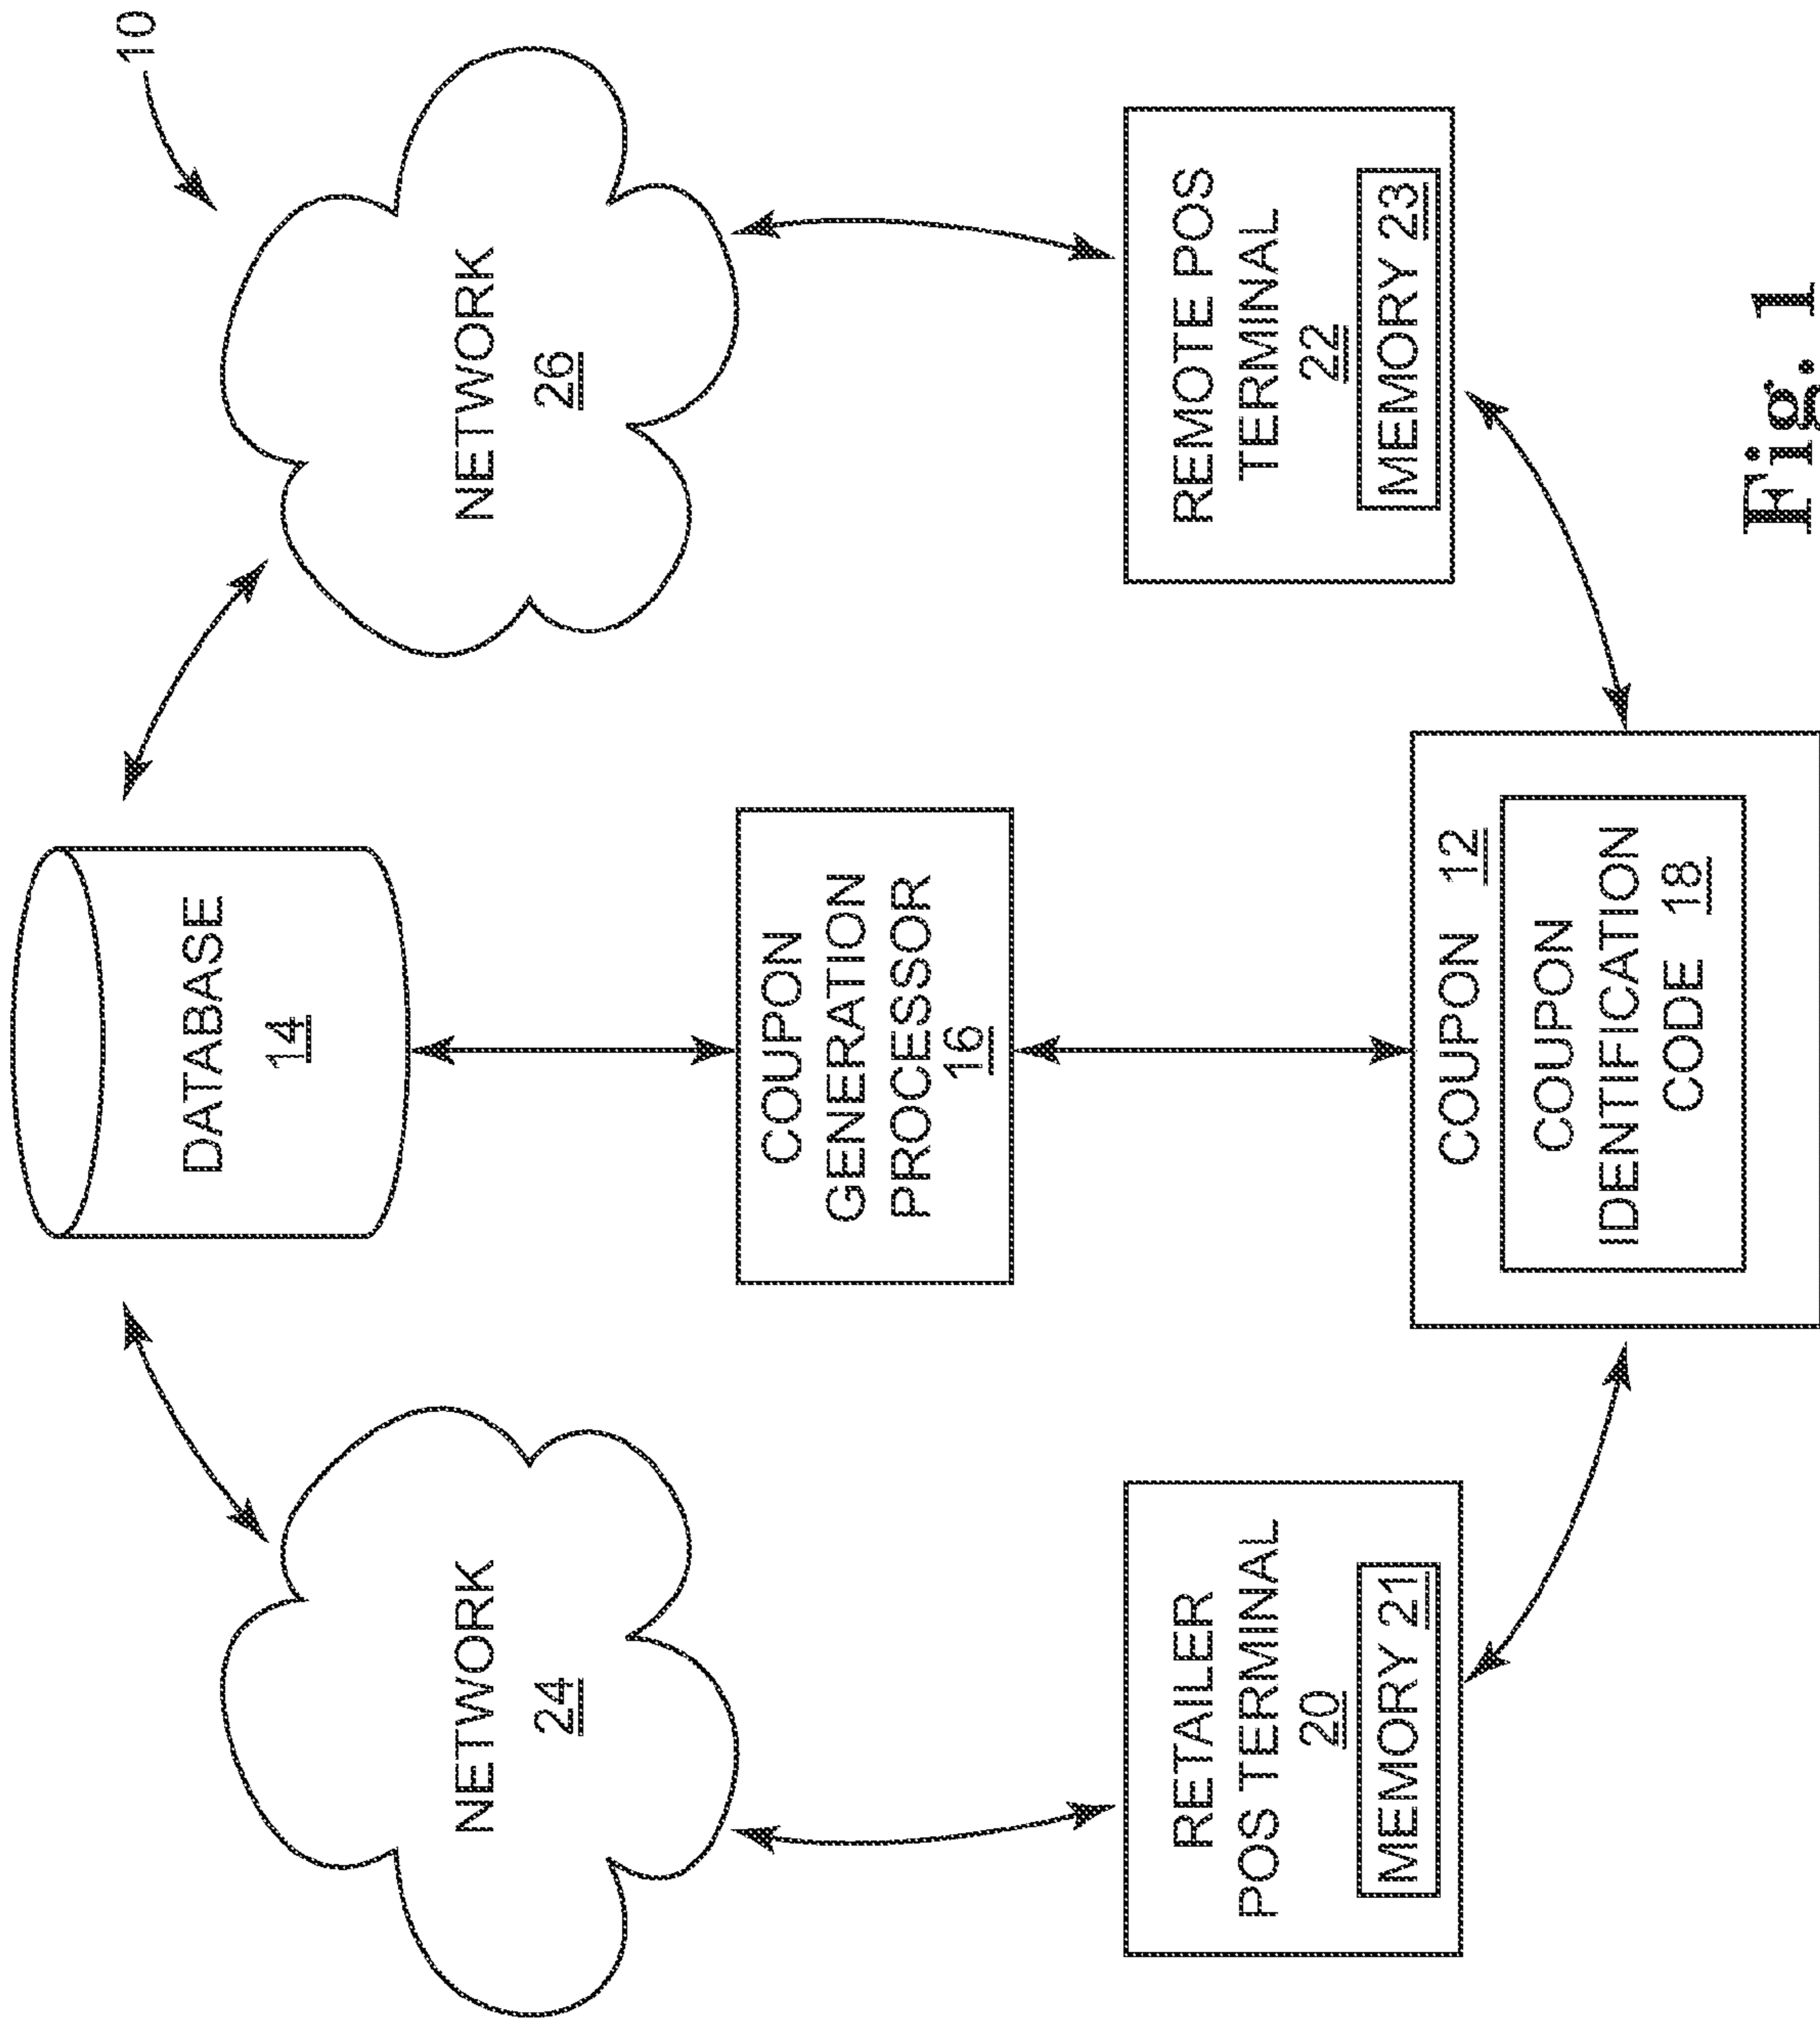 10
DATABASE
14
NETWORK
24
NETWORK
26
COUPON
GENERATION
PROCESSOR
16
RETAILER
POS TERMINAL
20
MEMORY 21
REMOTE POS
TERMINAL
22
MEMORY 23
COUPON 12
COUPON
IDENTIFICATION
CODE 18
Fig. 1